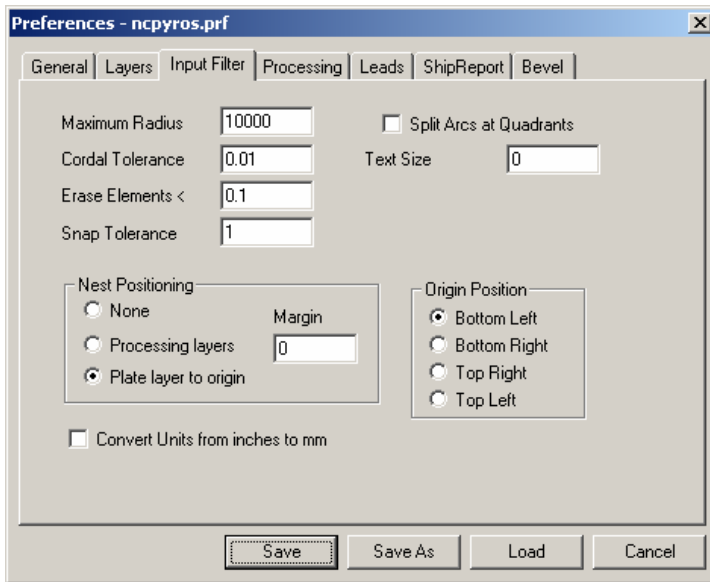 Preferences - ncpyros.prf
General Layers Input Filter Processing Leads ShipReport Bevel
Maximum Radius 10000 Split Arcs at Quadrants
Cordal Tolerance 0.01 Text Size 0
Erase Elements < 0.1
Snap Tolerance 1
Nest Positioning Origin Position
None Margin Bottom Left
Processing layers 0 Bottom Right
Plate layer to origin Top Right
Top Left
Convert Units from inches to mm
Save Save As Load Cancel